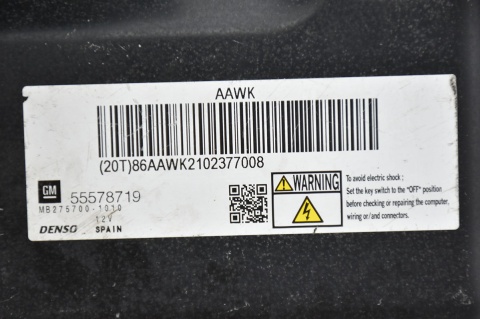 AAWK
(20T)86AAWK2102377008
GM 55578719
MB275700-1010
12V
DENSO SPAIN
WARNING
To avoid electric shock ;
Set the key switch to the "OFF" position
before checking or repairing the computer,
wiring or/and connectors.